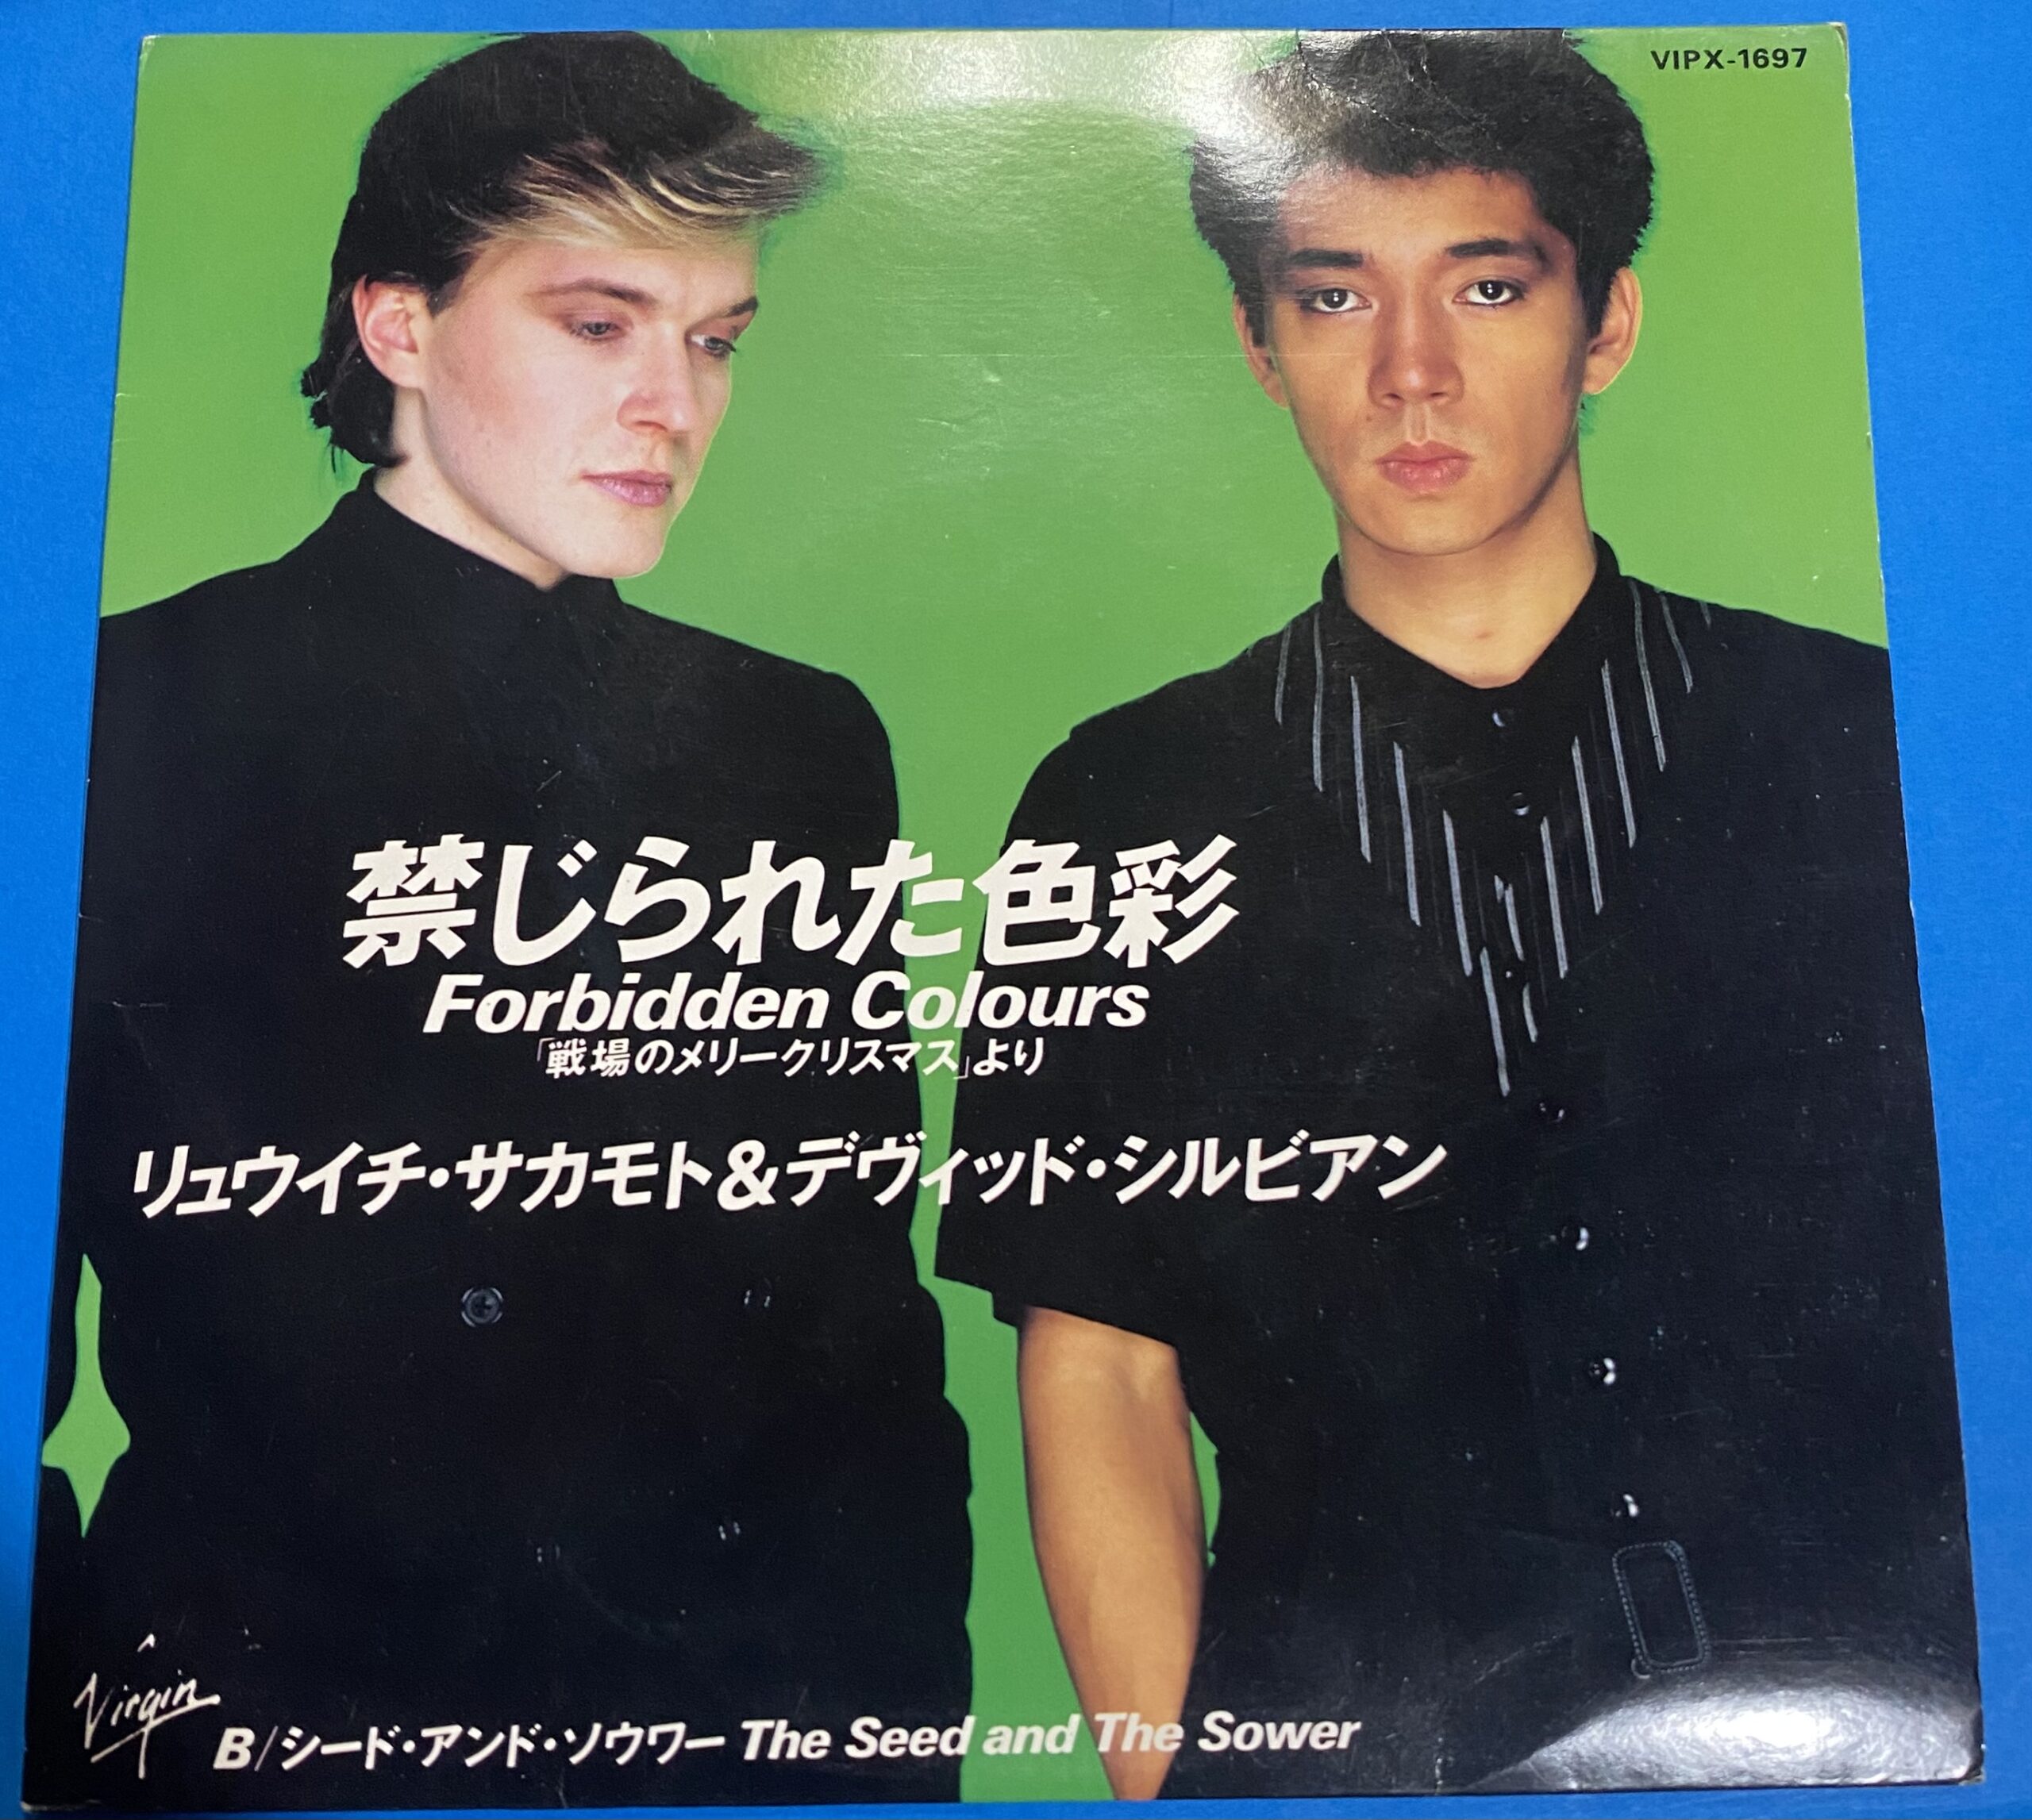 VIPX-1697
禁じられた色彩
Forbidden Colours
「戦場のメリークリスマス」より
リュウイチ・サカモト&デヴィッド・シルビアン
Virgin
B/シード・アンド・ソウワー The Seed and The Sower